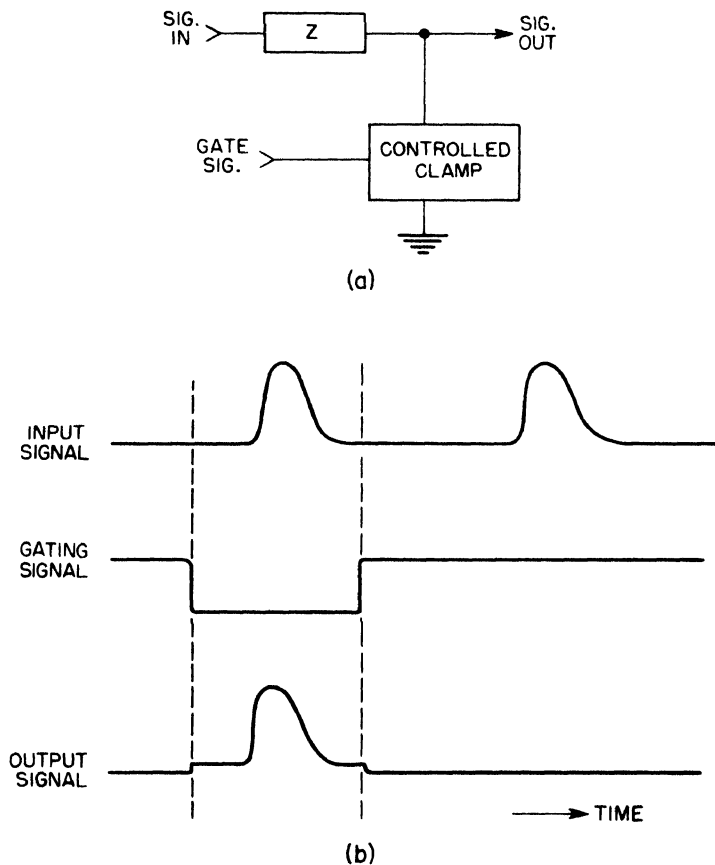 SIG.
IN
Z
SIG.
OUT
GATE
SIG.
CONTROLLED
CLAMP
(a)
INPUT
SIGNAL
GATING
SIGNAL
OUTPUT
SIGNAL
TIME
(b)